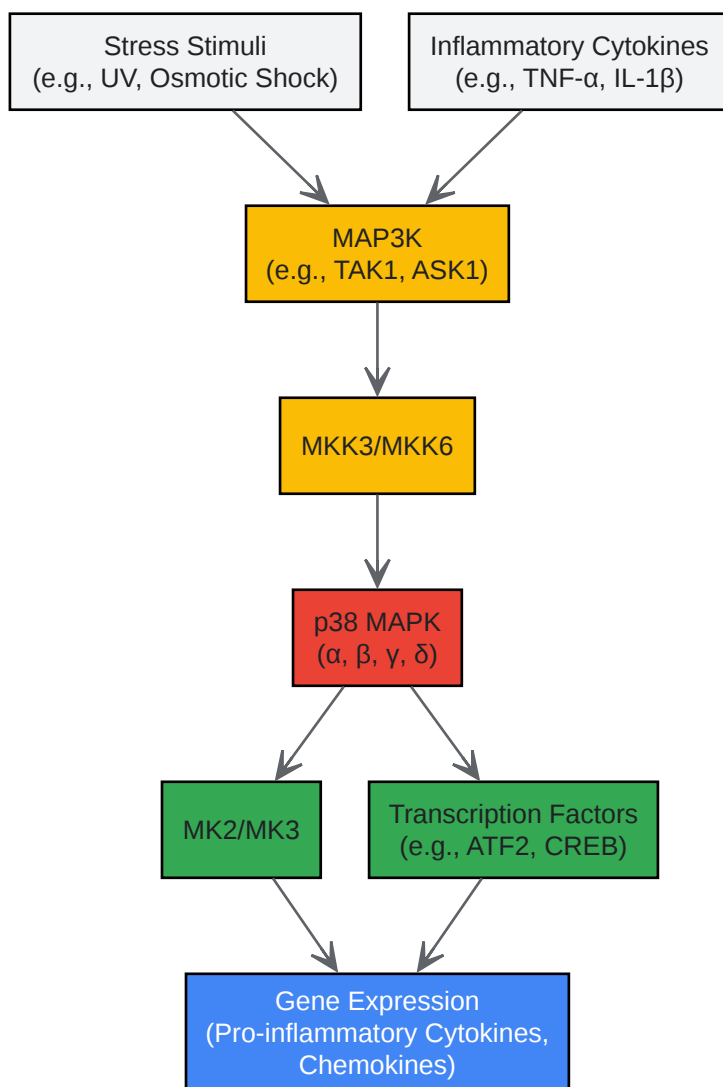 Stress Stimuli
(e.g., UV, Osmotic Shock)
Inflammatory Cytokines
(e.g., TNF-α, IL-1β)
MAP3K
(e.g., TAK1, ASK1)
MKK3/MKK6
p38 MAPK
(α, β, γ, δ)
MK2/MK3
Transcription Factors
(e.g., ATF2, CREB)
Gene Expression
(Pro-inflammatory Cytokines,
Chemokines)